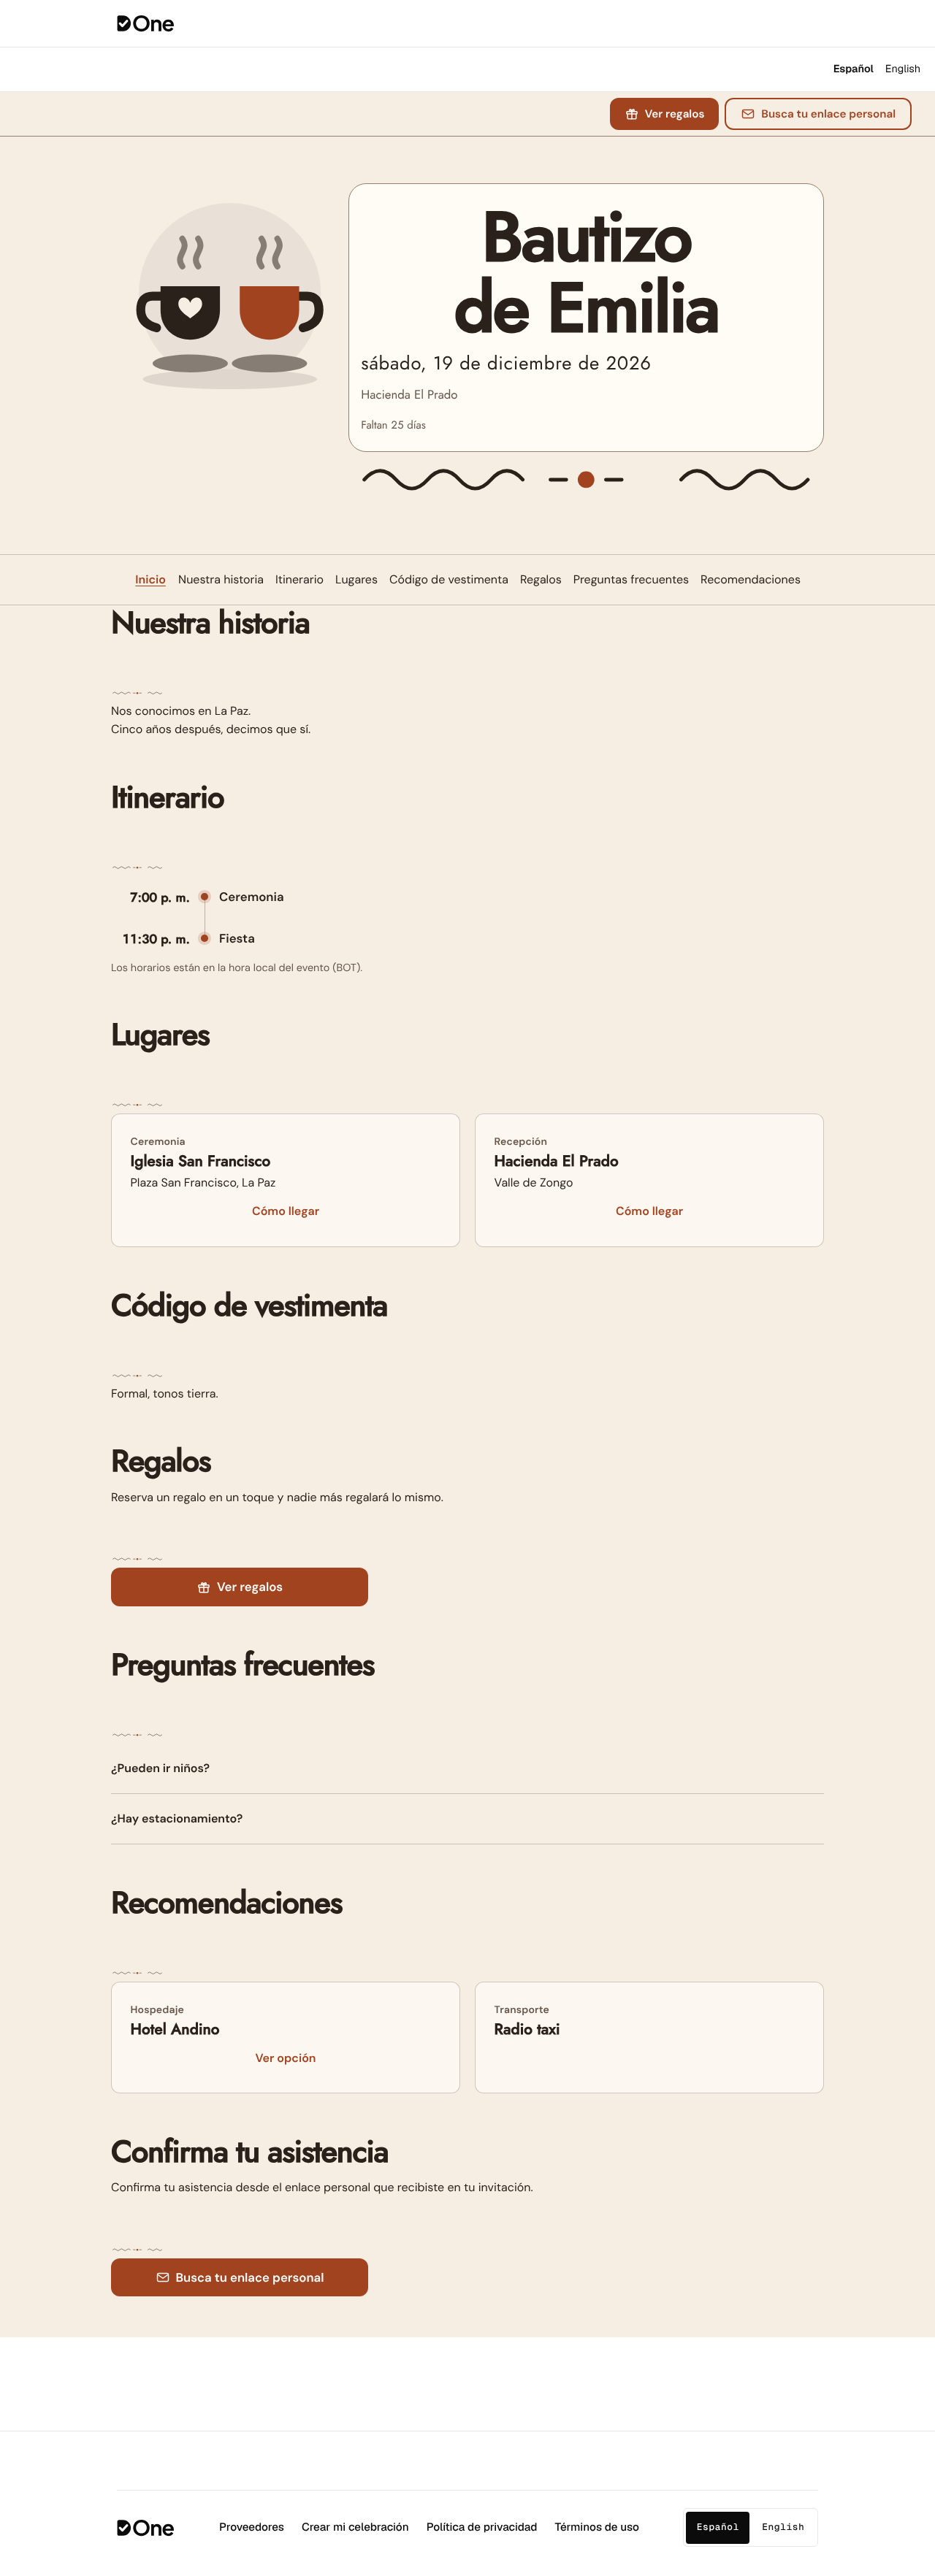 DOne
Español English
Ver regalos Busca tu enlace personal
Bautizo
de Emilia
sábado, 19 de diciembre de 2026
Hacienda El Prado
Faltan 25 días
Inicio Nuestra historia Itinerario Lugares Código de vestimenta Regalos Preguntas frecuentes Recomendaciones
Nuestra historia
Nos conocimos en La Paz.
Cinco años después, decimos que sí.
Itinerario
7:00 p. m. Ceremonia
11:30 p. m. Fiesta
Los horarios están en la hora local del evento (BOT).
Lugares
Ceremonia
Iglesia San Francisco
Plaza San Francisco, La Paz
Cómo llegar
Recepción
Hacienda El Prado
Valle de Zongo
Cómo llegar
Código de vestimenta
Formal, tonos tierra.
Regalos
Reserva un regalo en un toque y nadie más regalará lo mismo.
Ver regalos
Preguntas frecuentes
¿Pueden ir niños?
¿Hay estacionamiento?
Recomendaciones
Hospedaje
Hotel Andino
Ver opción
Transporte
Radio taxi
Confirma tu asistencia
Confirma tu asistencia desde el enlace personal que recibiste en tu invitación.
Busca tu enlace personal
DOne Proveedores Crear mi celebración Política de privacidad Términos de uso Español English